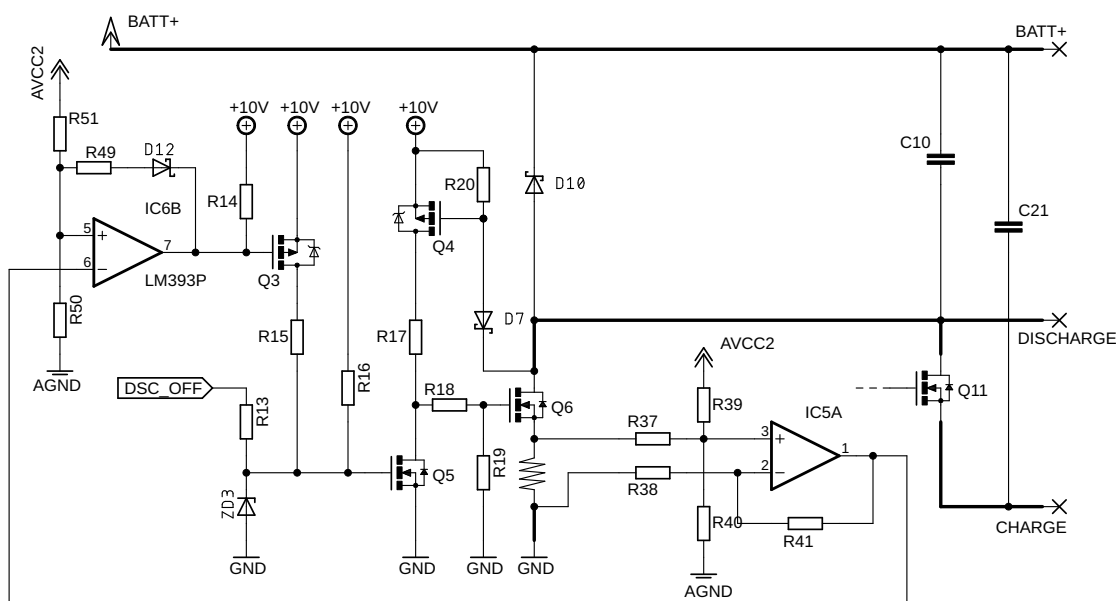 BATT+
BATT+
AVCC2
+10V
+10V
+10V
+10V
R51
R49
D12
C10
R20
D10
R14
IC6B
C21
5
+
7
Q4
6
−
LM393P
Q3
R50
D7
R15
R17
DISCHARGE
AVCC2
AGND
DSC_OFF
R16
R18
Q11
R39
IC5A
R13
Q6
R37
3
+
1
R19
2
−
Q5
R38
ZD3
R40
R41
CHARGE
GND
GND
GND
GND
AGND